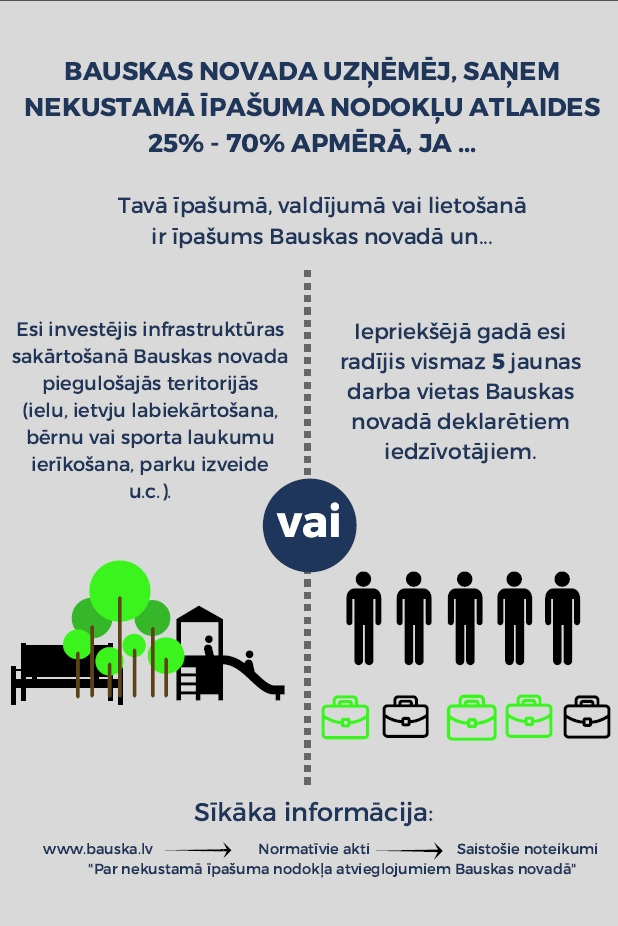 BAUSKAS NOVADA UZŅĒMĒJ, SAŅEM
NEKUSTAMĀ ĪPAŠUMA NODOKĻU ATLAIDES
25% - 70% APMĒRĀ, JA ...
Tavā īpašumā, valdījumā vai lietošanā
ir īpašums Bauskas novadā un...
Esi investējis infrastruktūras
sakārtošanā Bauskas novada
piegulošajās teritorijās
(ielu, ietvju labiekārtošana,
bērnu vai sporta laukumu
ierīkošana, parku izveide
u.c. ).
vai
Iepriekšējā gadā esi
radījis vismaz 5 jaunas
darba vietas Bauskas
novadā deklarētiem
iedzīvotājiem.
Sīkāka informācija:
www.bauska.lv Normatīvie akti Saistošie noteikumi
"Par nekustamā īpašuma nodokļa atvieglojumiem Bauskas novadā"